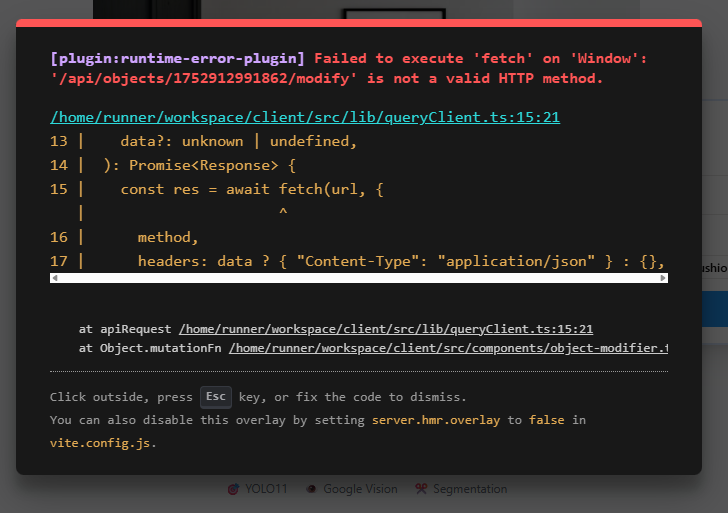 [plugin:runtime-error-plugin] Failed to execute 'fetch' on 'Window':
'/api/objects/1752912991862/modify' is not a valid HTTP method.
/home/runner/workspace/client/src/lib/queryClient.ts:15:21
13 |    data?: unknown | undefined,
14 |  ): Promise<Response> {
15 |    const res = await fetch(url, {
   |                            ^
16 |      method,
17 |      headers: data ? { "Content-Type": "application/json" } : {},
at apiRequest /home/runner/workspace/client/src/lib/queryClient.ts:15:21
at Object.mutationFn /home/runner/workspace/client/src/components/object-modifier.t
Click outside, press Esc key, or fix the code to dismiss.
You can also disable this overlay by setting server.hmr.overlay to false in
vite.config.js.
YOLO11 Google Vision Segmentation